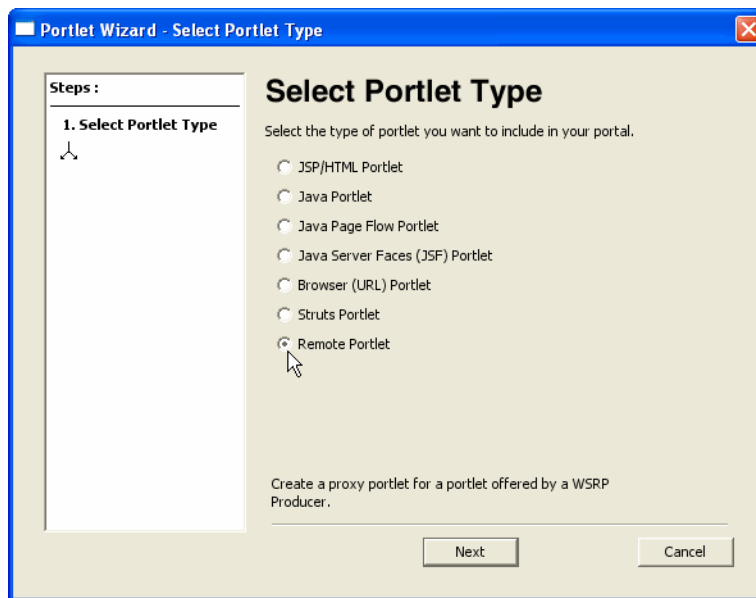 Portlet Wizard - Select Portlet Type
Steps :
1. Select Portlet Type
Select Portlet Type
Select the type of portlet you want to include in your portal.
JSP/HTML Portlet
Java Portlet
Java Page Flow Portlet
Java Server Faces (JSF) Portlet
Browser (URL) Portlet
Struts Portlet
Remote Portlet
Create a proxy portlet for a portlet offered by a WSRP
Producer.
Next
Cancel